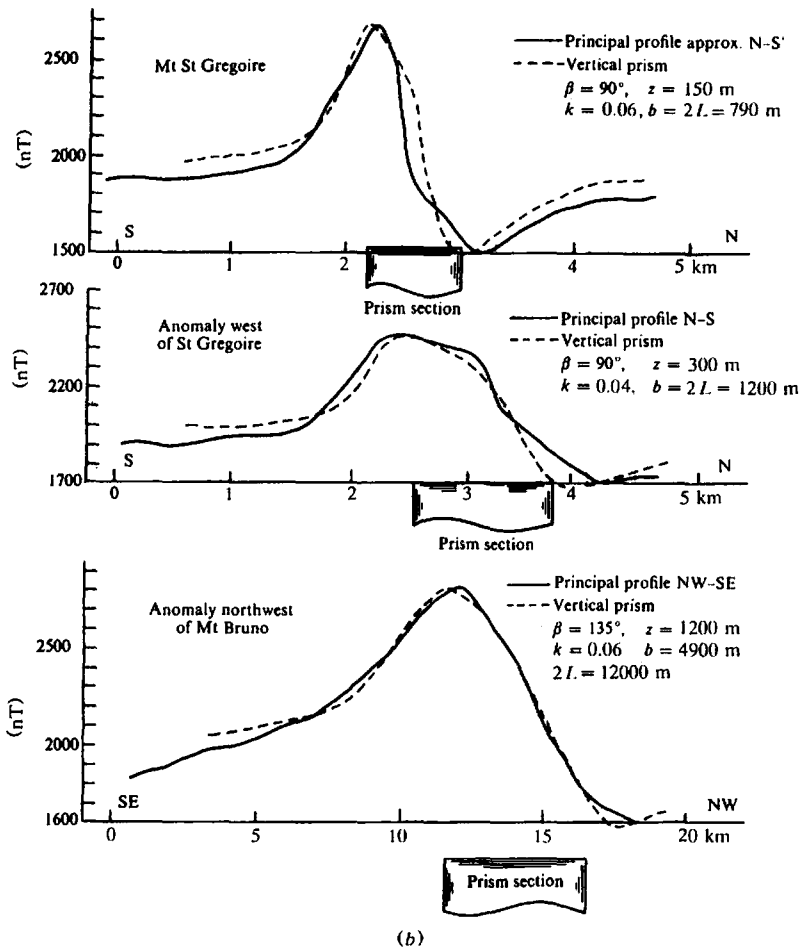 Mt St Gregoire
Principal profile approx. N-S'
Vertical prism
β = 90°, z = 150 m
k = 0.06, b = 2L = 790 m
(nT)
2500
2000
1500
S
N
0 1 2 4 5 km
Prism section
Anomaly west
of St Gregoire
Principal profile N-S
Vertical prism
β = 90°, z = 300 m
k = 0.04, b = 2L = 1200 m
(nT)
2700
2200
1700
S
N
0 1 2 3 4 5 km
Prism section
Anomaly northwest
of Mt Bruno
Principal profile NW-SE
Vertical prism
β = 135°, z = 1200 m
k = 0.06 b = 4900 m
2L = 12000 m
(nT)
2500
2000
1600
SE
NW
0 5 10 15 20 km
Prism section
(b)